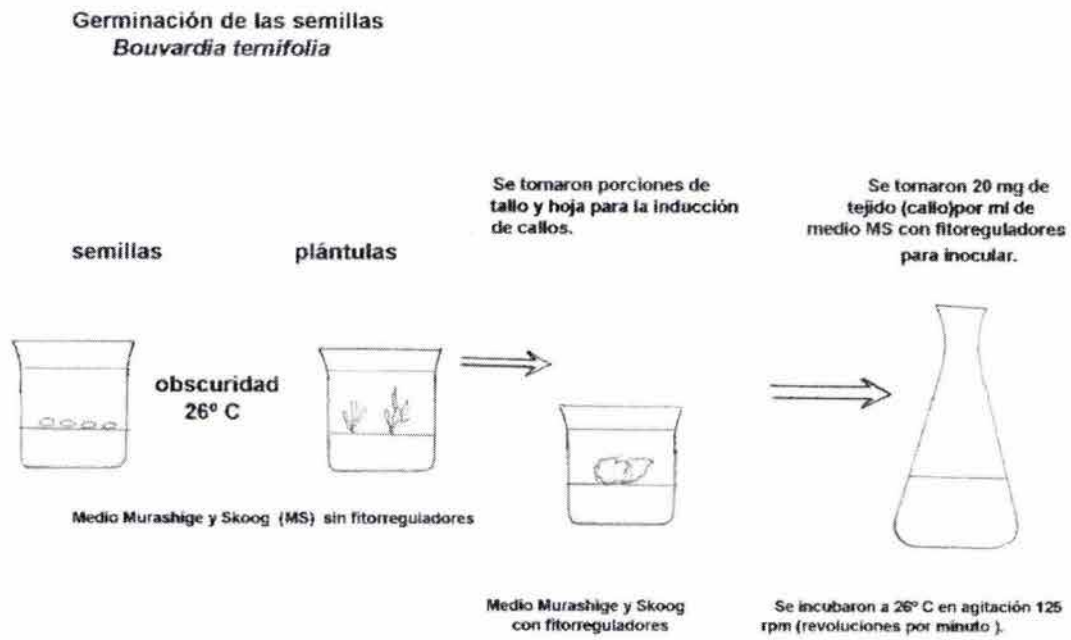 Germinación de las semillas
Bouvardia ternifolia
semillas
obscuridad
26º C
plántulas
Medio Murashige y Skoog (MS) sin fitorreguladores
Se tomaron porciones de
tallo y hoja para la inducción
de callos.
Medio Murashige y Skoog
con fitorreguladores
Se tomaron 20 mg de
tejido (callo)por ml de
medio MS con fitoreguladores
para inocular.
Se incubaron a 26º C en agitación 125
rpm (revoluciones por minuto ).